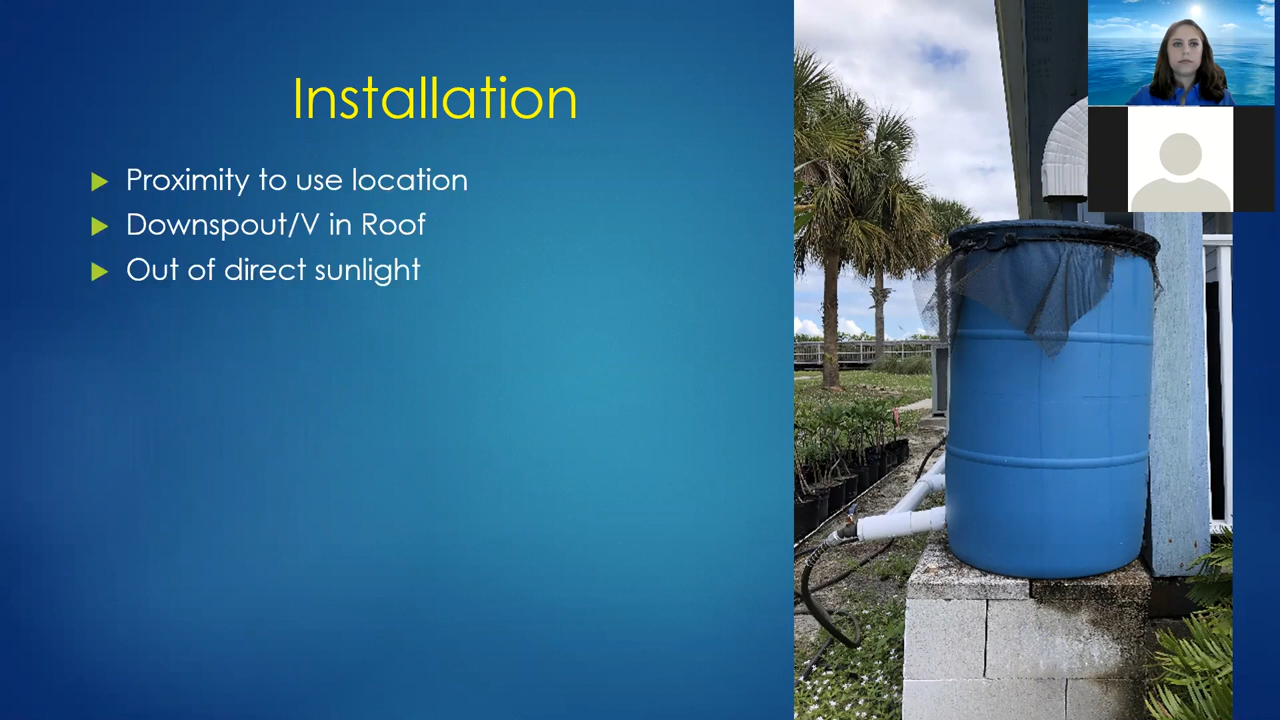 Installation
Proximity to use location
Downspout/V in Roof
Out of direct sunlight